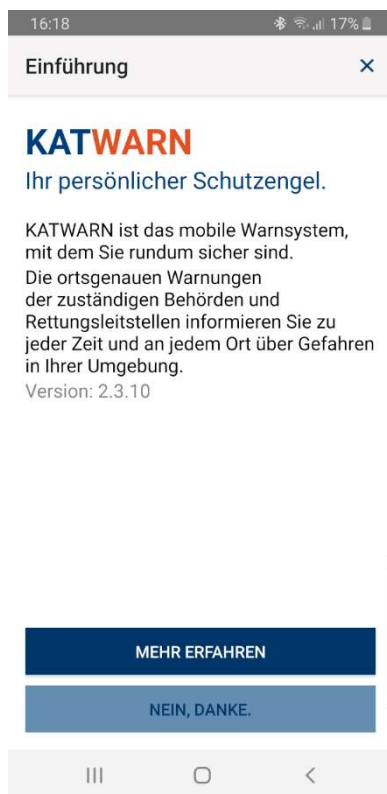 16:18 17%
Einführung ×
KATWARN
Ihr persönlicher Schutzengel.
KATWARN ist das mobile Warnsystem,
mit dem Sie rundum sicher sind.
Die ortsgenauen Warnungen
der zuständigen Behörden und
Rettungsleitstellen informieren Sie zu
jeder Zeit und an jedem Ort über Gefahren
in Ihrer Umgebung.
Version: 2.3.10
MEHR ERFAHREN
NEIN, DANKE.